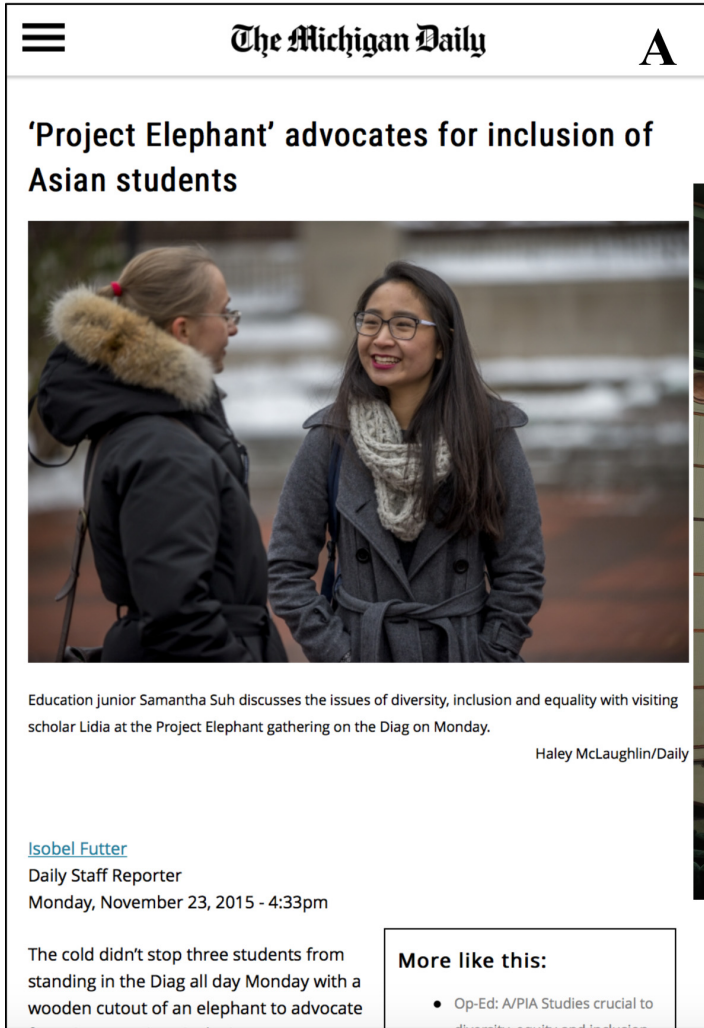 The Michigan Daily
A
‘Project Elephant’ advocates for inclusion of
Asian students
Education junior Samantha Suh discusses the issues of diversity, inclusion and equality with visiting
scholar Lidia at the Project Elephant gathering on the Diag on Monday.
Haley McLaughlin/Daily
Isobel Futter
Daily Staff Reporter
Monday, November 23, 2015 - 4:33pm
The cold didn’t stop three students from
standing in the Diag all day Monday with a
wooden cutout of an elephant to advocate
More like this:
• Op-Ed: A/PIA Studies crucial to
diversity, equity and inclusion